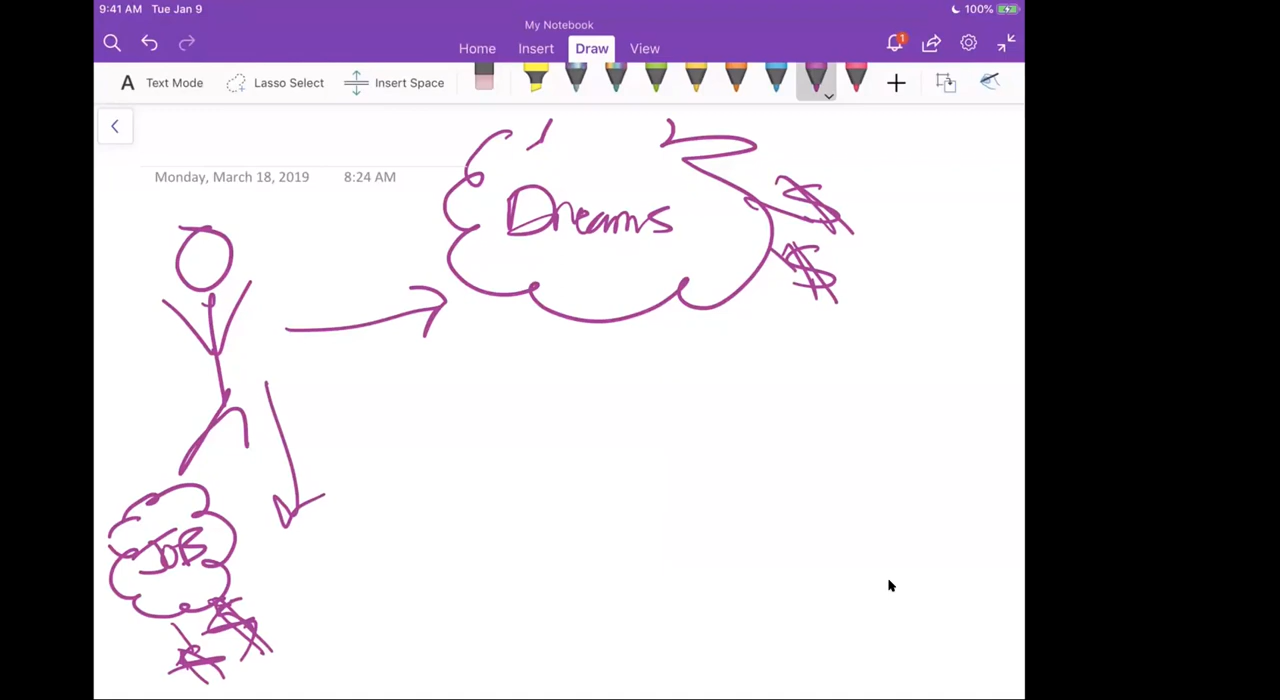 9:41 AM Tue Jan 9
100%
My Notebook
1
Home Insert Draw View
A Text Mode Lasso Select Insert Space
Monday, March 18, 2019 8:24 AM
Dreams
$
$
JOB